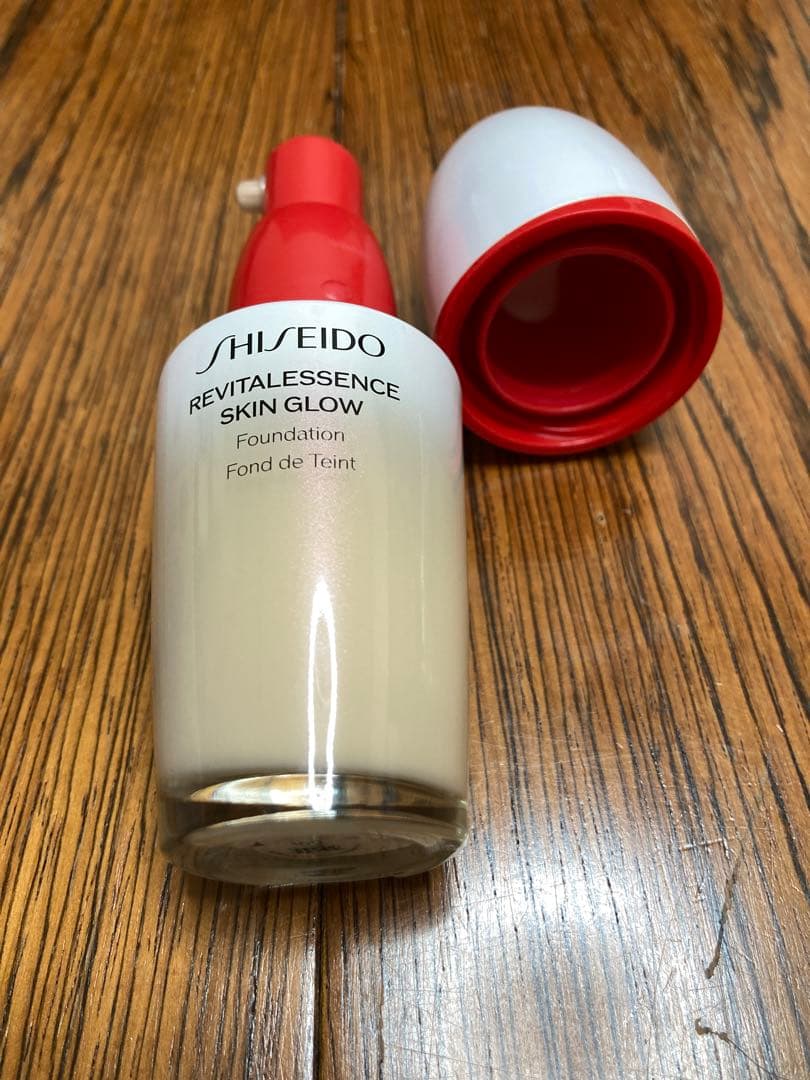 SHISEIDO
REVITALESSENCE
SKIN GLOW
Foundation
Fond de Teint